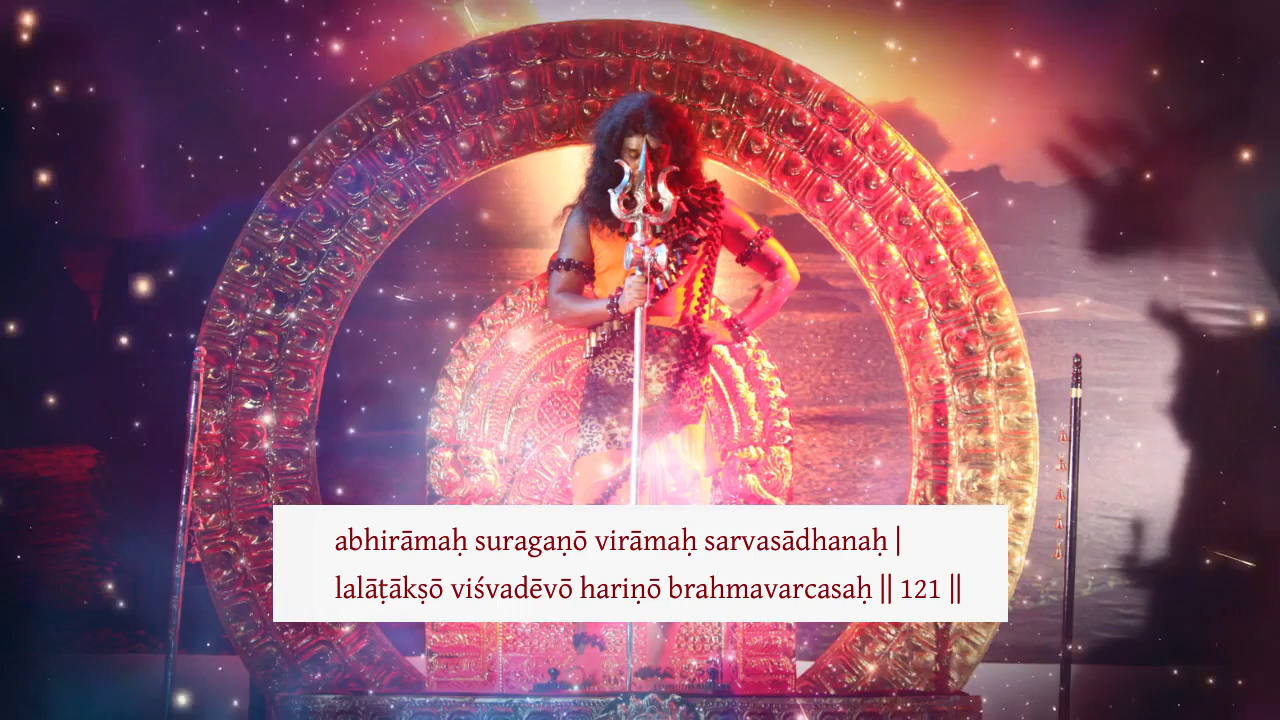 abhirāmaḥ suragaṇō virāmaḥ sarvasādhanaḥ |
lalāṭākṣō viśvadēvō hariṇō brahmavarcasaḥ || 121 ||